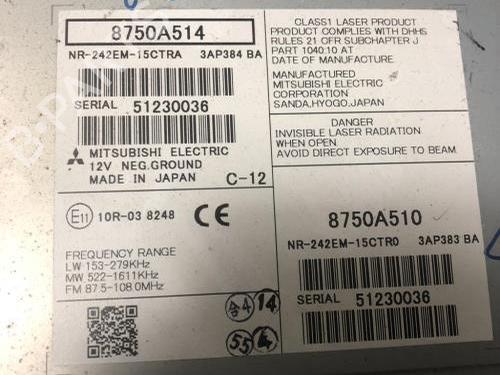 8750A514
NR-242EM-15CTRA 3AP384 BA
SERIAL 51230036
MITSUBISHI ELECTRIC
12V NEG.GROUND
MADE IN JAPAN C-12
E11 10R-03 8248 CE
FREQUENCY RANGE
LW 153-279KHz
MW 522-1611KHz
FM 87.5-108.0MHz
CLASS1 LASER PRODUCT
PRODUCT COMPLIES WITH DHHS
RULES 21 CFR SUBCHAPTER J
PART 1040.10 AT
DATE OF MANUFACTURE
MANUFACTURED
MITSUBISHI ELECTRIC
CORPORATION
SANDA,HYOGO,JAPAN
DANGER
INVISIBLE LASER RADIATION
WHEN OPEN
AVOID DIRECT EXPOSURE TO BEAM.
8750A510
NR-242EM-15CTR0 3AP383 BA
SERIAL 51230036
合4 14
55 4